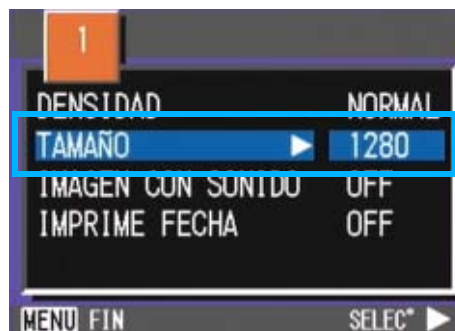 1
DENSIDAD NORMAL
TAMAÑO ▶ 1280
IMAGEN CON SONIDO OFF
IMPRIME FECHA OFF
MENU FIN SELEC° ▶